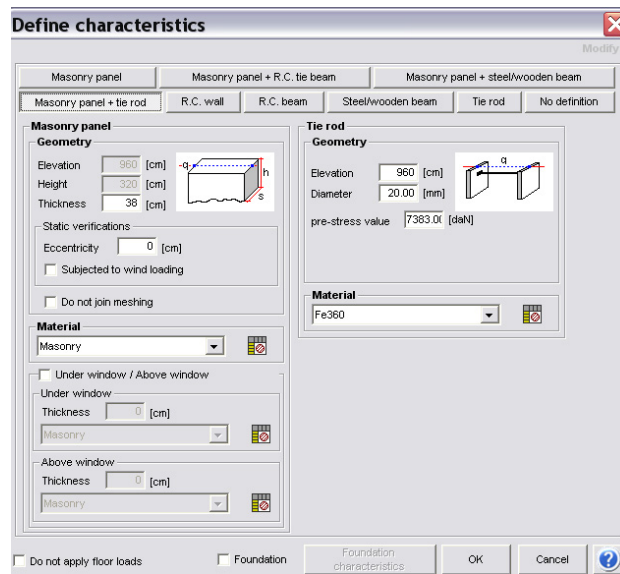 Define characteristics
Modify
Masonry panel
Masonry panel + R.C. tie beam
Masonry panel + steel/wooden beam
Masonry panel + tie rod
R.C. wall
R.C. beam
Steel/wooden beam
Tie rod
No definition
Masonry panel
Geometry
Elevation 960 [cm]
Height 320 [cm]
Thickness 38 [cm]
-q-
h
s
Static verifications
Eccentricity 0 [cm]
Subjected to wind loading
Do not join meshing
Material
Masonry
Under window / Above window
Under window
Thickness 0 [cm]
Masonry
Above window
Thickness 0 [cm]
Masonry
Tie rod
Geometry
Elevation 960 [cm]
Diameter 20.00 [mm]
pre-stress value 7383.0( [daN]
q
Material
Fe360
Do not apply floor loads
Foundation
Foundation
characteristics
OK
Cancel
?